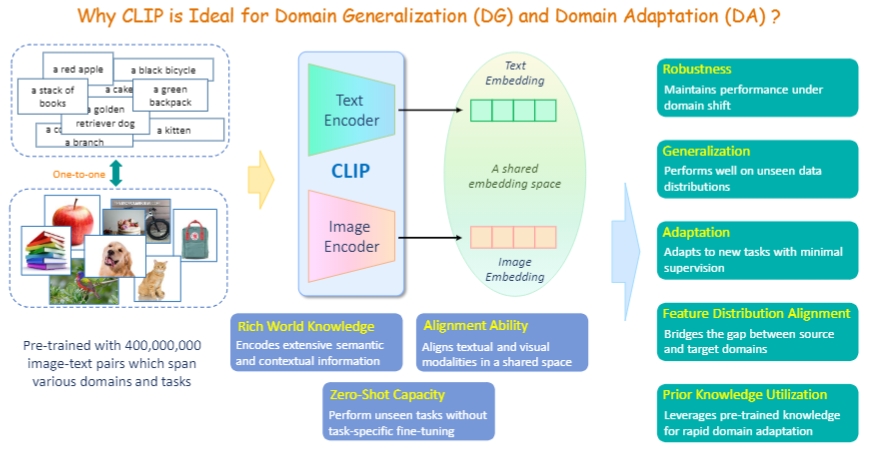 Why CLIP is Ideal for Domain Generalization (DG) and Domain Adaptation (DA) ?
a red apple
a black bicycle
a stack of
books
a cake
a green
backpack
a golden
retriever dog
a kitten
a branch
One-to-one
Pre-trained with 400,000,000
image-text pairs which span
various domains and tasks
Text
Encoder
CLIP
Image
Encoder
Text
Embedding
A shared
embedding space
Image
Embedding
Rich World Knowledge
Encodes extensive semantic
and contextual information
Alignment Ability
Aligns textual and visual
modalities in a shared space
Zero-Shot Capacity
Perform unseen tasks without
task-specific fine-tuning
Robustness
Maintains performance under
domain shift
Generalization
Performs well on unseen data
distributions
Adaptation
Adapts to new tasks with minimal
supervision
Feature Distribution Alignment
Bridges the gap between source
and target domains
Prior Knowledge Utilization
Leverages pre-trained knowledge
for rapid domain adaptation